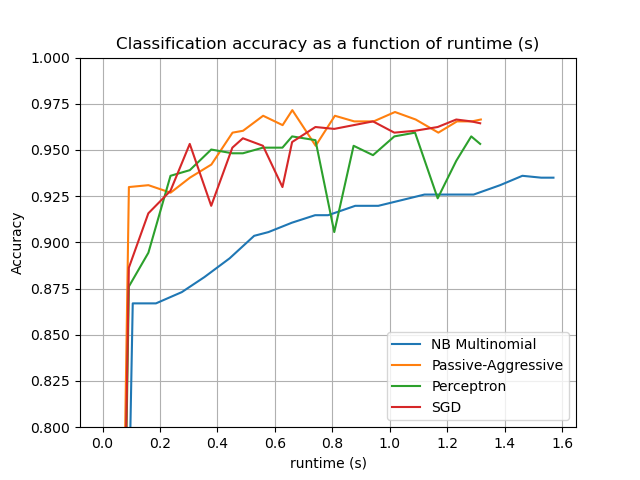 Classification accuracy as a function of runtime (s)
1.000
0.975
0.950
0.925
0.900
0.875
0.850
0.825
0.800
Accuracy
NB Multinomial
Passive-Aggressive
Perceptron
SGD
0.0 0.2 0.4 0.6 0.8 1.0 1.2 1.4 1.6
runtime (s)